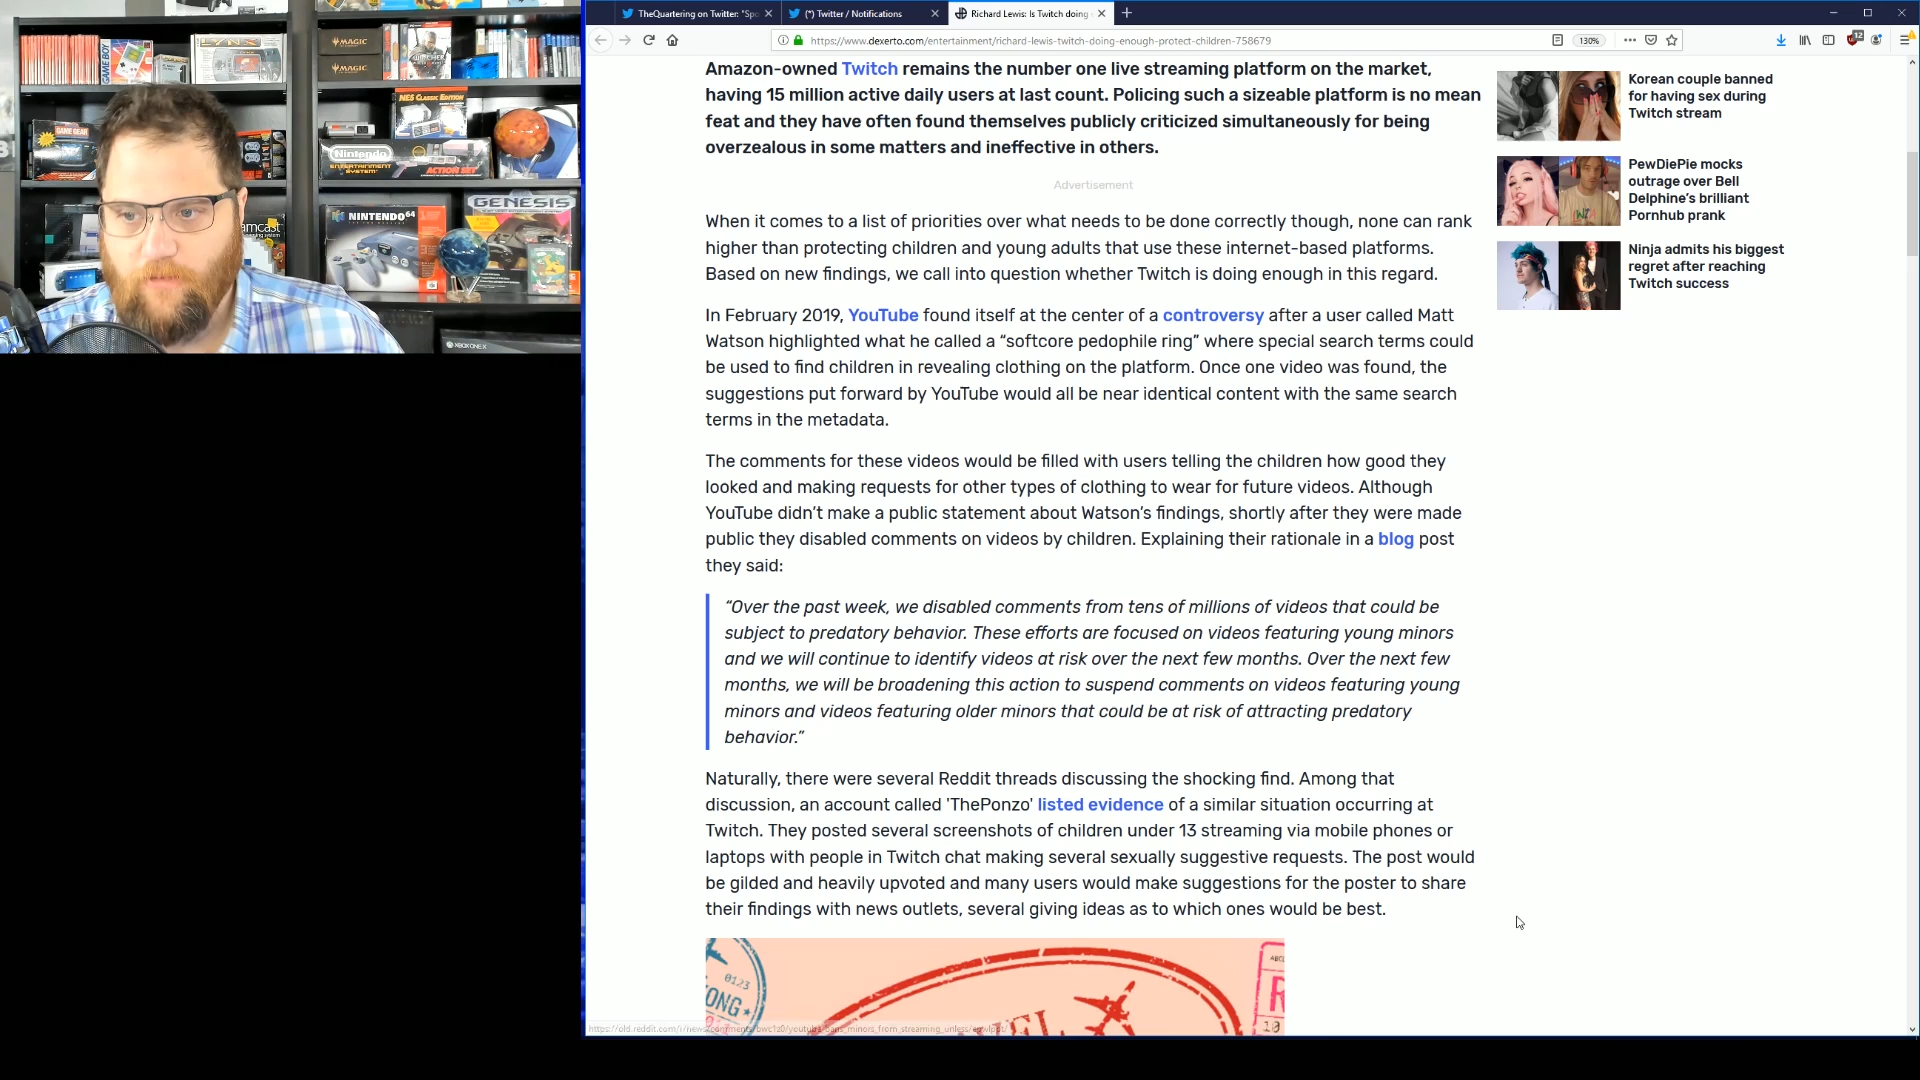 TheQuartering on Twitter: "Spo
(*) Twitter / Notifications
Richard Lewis: Is Twitch doing
https://www.dexerto.com/entertainment/richard-lewis-twitch-doing-enough-protect-children-758679
130%
12
Amazon-owned Twitch remains the number one live streaming platform on the market,
having 15 million active daily users at last count. Policing such a sizeable platform is no mean
feat and they have often found themselves publicly criticized simultaneously for being
overzealous in some matters and ineffective in others.
Advertisement
When it comes to a list of priorities over what needs to be done correctly though, none can rank
higher than protecting children and young adults that use these internet-based platforms.
Based on new findings, we call into question whether Twitch is doing enough in this regard.
In February 2019, YouTube found itself at the center of a controversy after a user called Matt
Watson highlighted what he called a “softcore pedophile ring” where special search terms could
be used to find children in revealing clothing on the platform. Once one video was found, the
suggestions put forward by YouTube would all be near identical content with the same search
terms in the metadata.
The comments for these videos would be filled with users telling the children how good they
looked and making requests for other types of clothing to wear for future videos. Although
YouTube didn’t make a public statement about Watson’s findings, shortly after they were made
public they disabled comments on videos by children. Explaining their rationale in a blog post
they said:
“Over the past week, we disabled comments from tens of millions of videos that could be
subject to predatory behavior. These efforts are focused on videos featuring young minors
and we will continue to identify videos at risk over the next few months. Over the next few
months, we will be broadening this action to suspend comments on videos featuring young
minors and videos featuring older minors that could be at risk of attracting predatory
behavior.”
Naturally, there were several Reddit threads discussing the shocking find. Among that
discussion, an account called 'ThePonzo' listed evidence of a similar situation occurring at
Twitch. They posted several screenshots of children under 13 streaming via mobile phones or
laptops with people in Twitch chat making several sexually suggestive requests. The post would
be gilded and heavily upvoted and many users would make suggestions for the poster to share
their findings with news outlets, several giving ideas as to which ones would be best.
Korean couple banned
for having sex during
Twitch stream
PewDiePie mocks
outrage over Bell
Delphine’s brilliant
Pornhub prank
Ninja admits his biggest
regret after reaching
Twitch success
0123
ONG
ABC
R
10
GAME BOY
LYNX
MAGIC
MAGIC
WITCHER
NES CLASSIC EDITION
GAME GEAR
Nintendo
ENTERTAINMENT
SYSTEM
ACTION SET
NINTENDO 64
GENESIS
amcast
XBOX ONE X